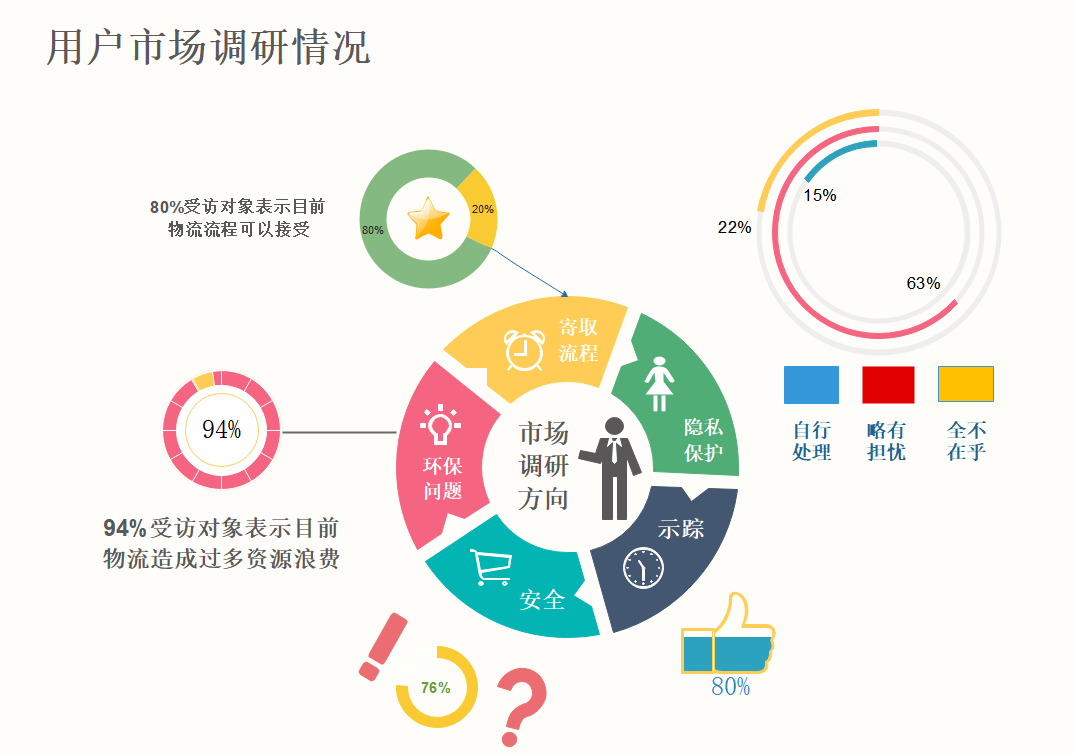 用户市场调研情况
80%受访对象表示目前
物流流程可以接受
80%
20%
22%
15%
63%
自行
处理
略有
担忧
全不
在乎
寄取
流程
隐私
保护
示踪
安全
环保
问题
市场
调研
方向
94%
94%受访对象表示目前
物流造成过多资源浪费
76%
80%